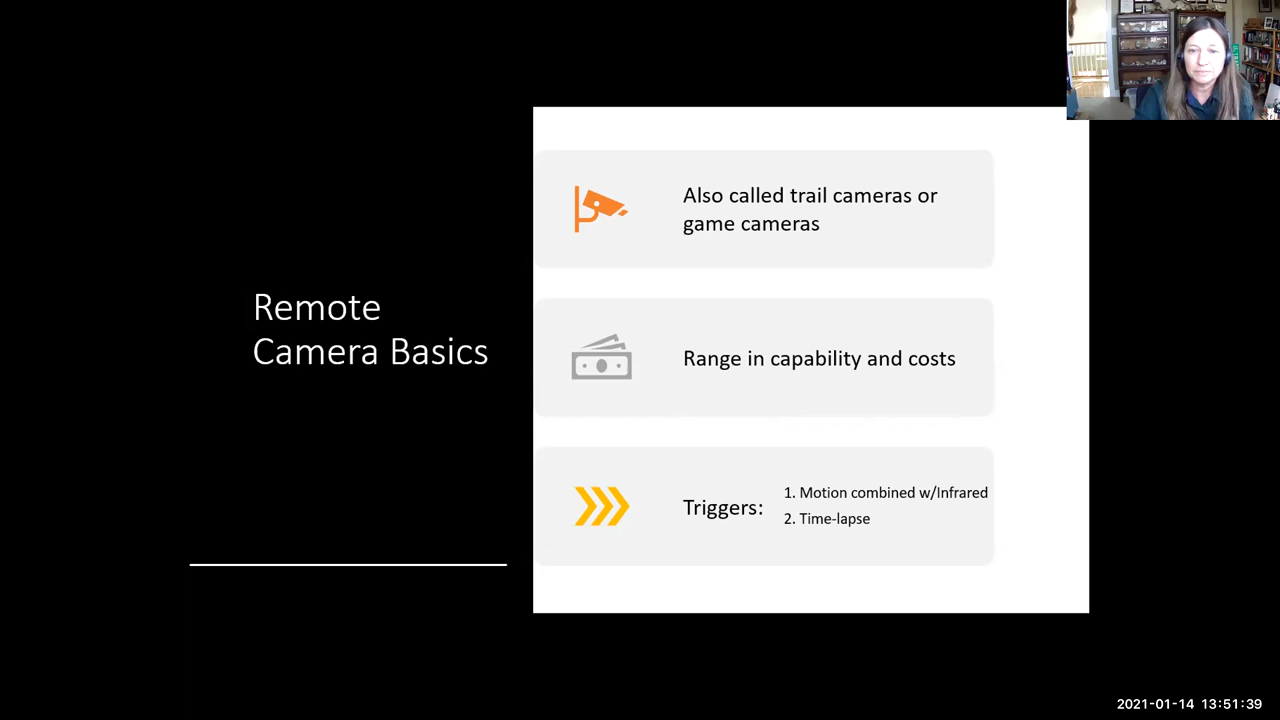 Remote
Camera Basics
Also called trail cameras or
game cameras
Range in capability and costs
Triggers:
1. Motion combined w/Infrared
2. Time-lapse
2021-01-14 13:51:39